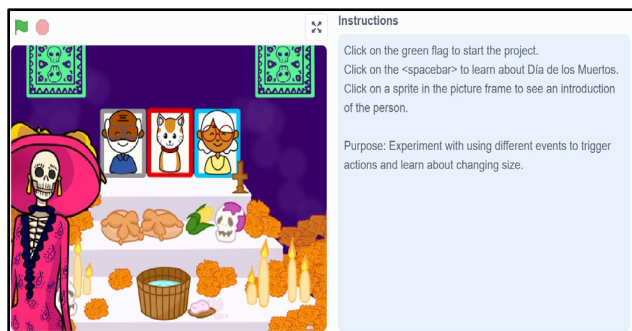 Instructions
Click on the green flag to start the project.
Click on the <spacebar> to learn about Día de los Muertos.
Click on a sprite in the picture frame to see an introduction
of the person.
Purpose: Experiment with using different events to trigger
actions and learn about changing size.